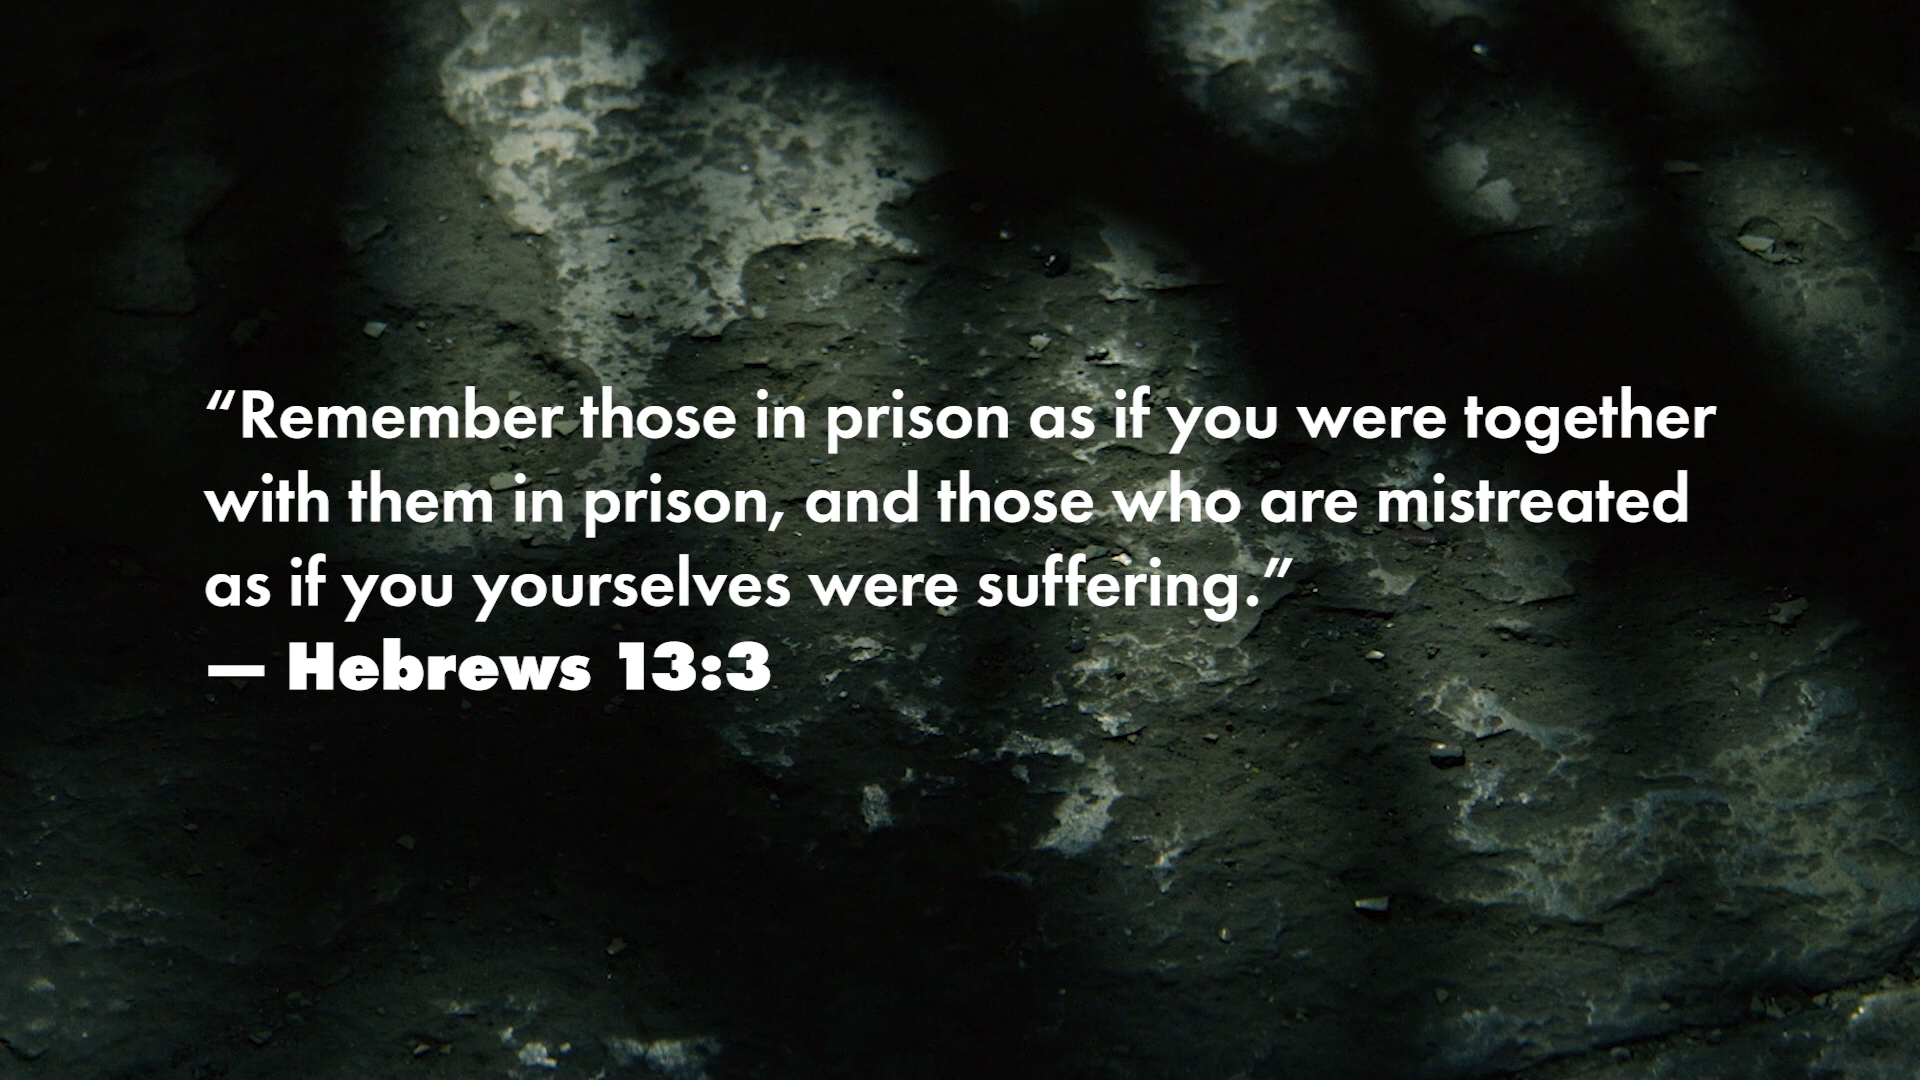 “Remember those in prison as if you were together
with them in prison, and those who are mistreated
as if you yourselves were suffering.”
— Hebrews 13:3